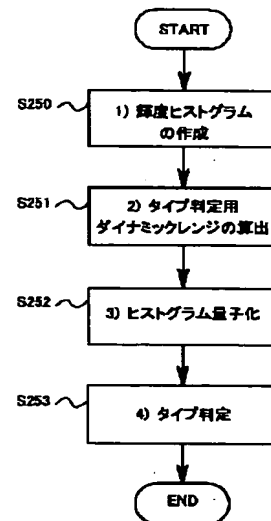 START
S250
1) 輝度ヒストグラム
の作成
S251
2) タイプ判定用
ダイナミックレンジの算出
S252
3) ヒストグラム量子化
S253
4) タイプ判定
END